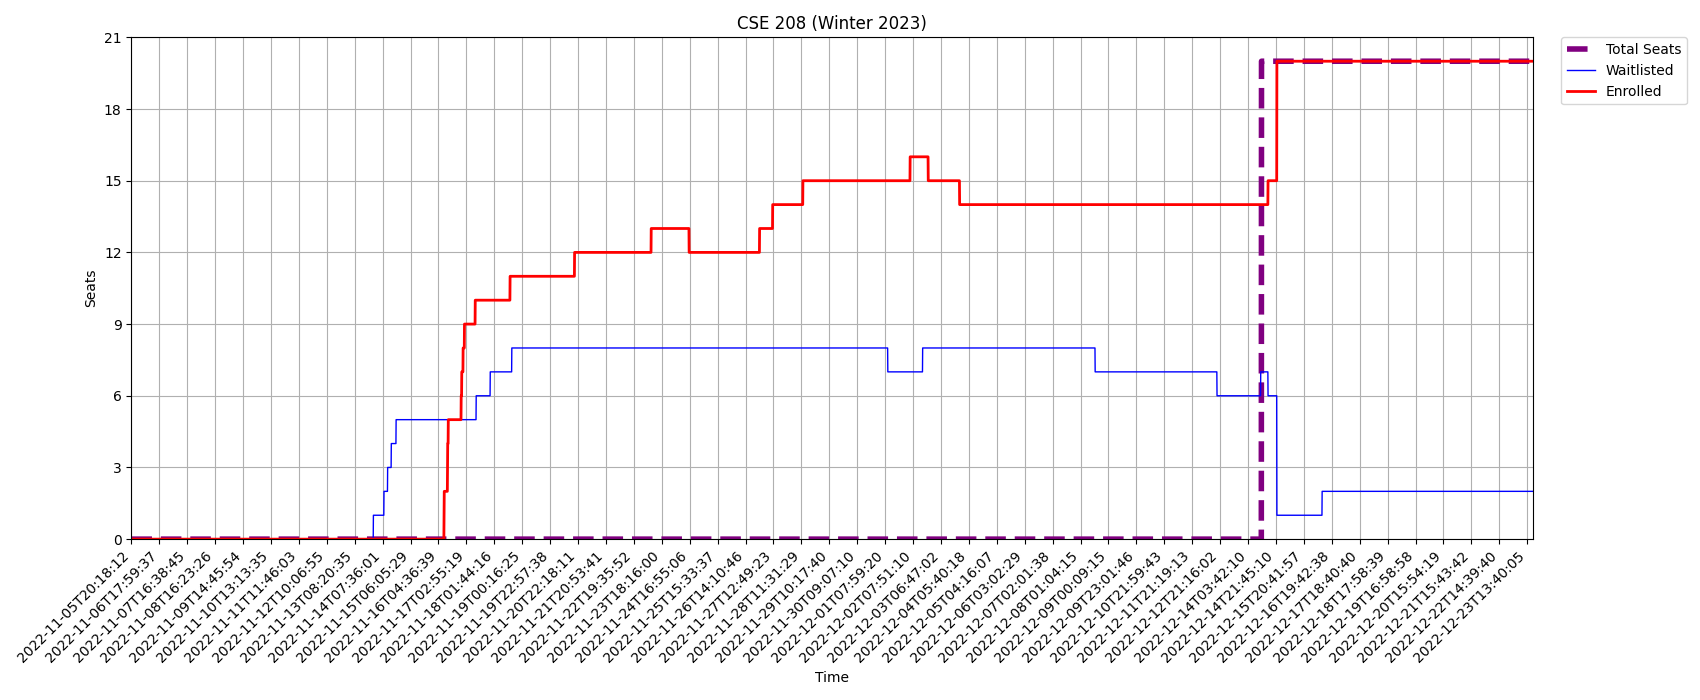 CSE 208 (Winter 2023)
Total Seats
Waitlisted
Enrolled
Seats
21
18
15
12
9
6
3
0
2022-11-05T20:18:12
2022-11-06T17:59:37
2022-11-07T16:38:45
2022-11-08T16:23:26
2022-11-09T14:45:54
2022-11-10T13:13:35
2022-11-11T11:46:03
2022-11-12T10:06:55
2022-11-13T08:20:35
2022-11-14T07:36:01
2022-11-15T06:05:29
2022-11-16T04:36:39
2022-11-17T02:55:19
2022-11-18T01:44:16
2022-11-19T00:16:25
2022-11-19T22:57:38
2022-11-20T22:18:11
2022-11-21T20:53:41
2022-11-22T19:35:52
2022-11-23T18:16:00
2022-11-24T16:55:06
2022-11-25T15:33:37
2022-11-26T14:10:46
2022-11-27T12:49:23
2022-11-28T11:31:29
2022-11-29T10:17:40
2022-11-30T09:07:10
2022-12-01T07:59:20
2022-12-02T07:51:10
2022-12-03T06:47:02
2022-12-04T05:40:18
2022-12-05T04:16:07
2022-12-06T03:02:29
2022-12-07T02:01:38
2022-12-08T01:04:15
2022-12-09T00:09:15
2022-12-09T23:01:46
2022-12-10T21:59:43
2022-12-11T21:19:13
2022-12-12T21:16:02
2022-12-14T03:42:10
2022-12-14T21:45:10
2022-12-15T20:41:57
2022-12-16T19:42:38
2022-12-17T18:40:40
2022-12-18T17:58:39
2022-12-19T16:58:58
2022-12-20T15:54:19
2022-12-21T15:43:42
2022-12-22T14:39:40
2022-12-23T13:40:05
Time